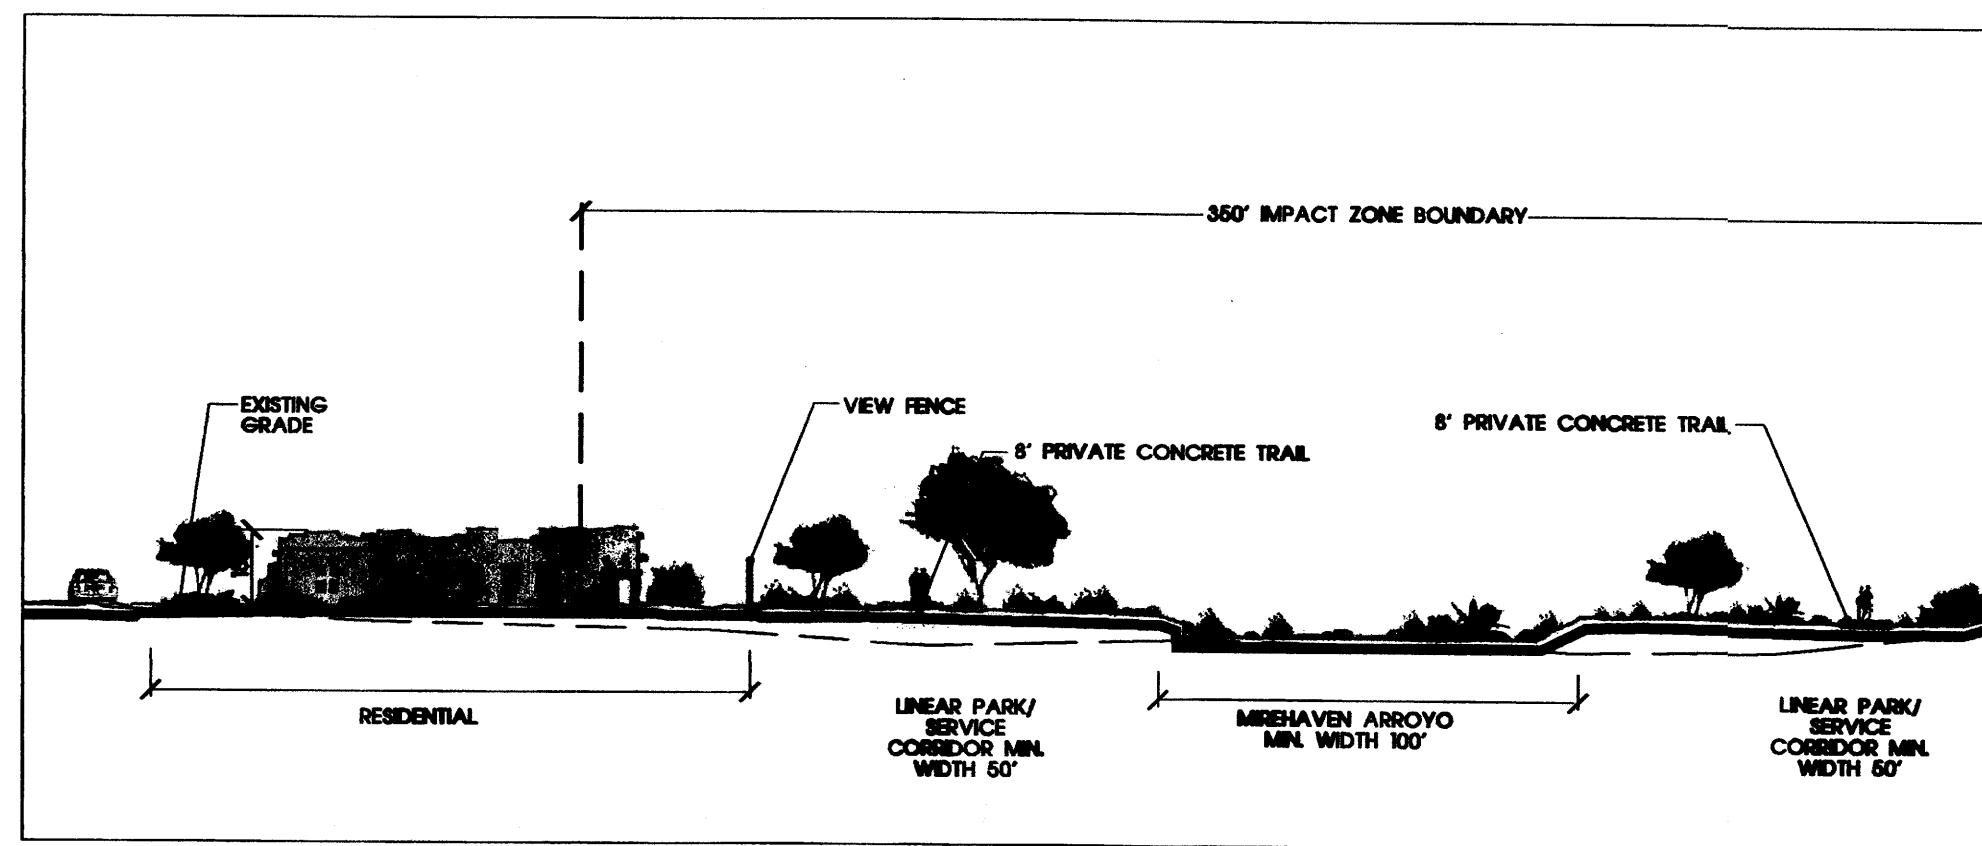 350' IMPACT ZONE BOUNDARY
EXISTING
GRADE
VIEW FENCE
8' PRIVATE CONCRETE TRAIL
8' PRIVATE CONCRETE TRAIL
RESIDENTIAL
LINEAR PARK/
SERVICE
CORRIDOR MIN.
WIDTH 50'
MIREHAVEN ARROYO
MIN. WIDTH 100'
LINEAR PARK/
SERVICE
CORRIDOR MIN.
WIDTH 50'